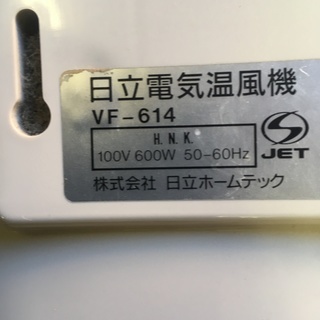 日立電気温風機
VF-614
H.N.K.
100V 600W 50-60Hz
JET
株式会社 日立ホームテック